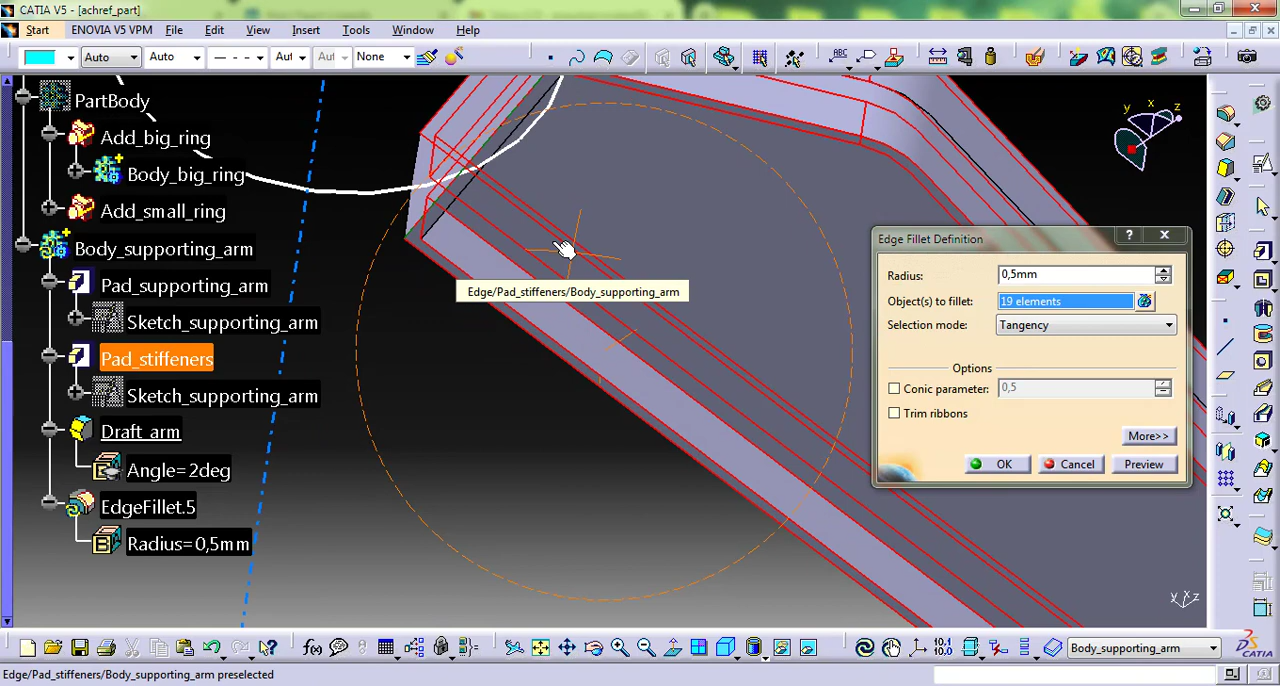 CATIA V5 - [achref_part]
Start ENOVIA V5 VPM File Edit View Insert Tools Window Help
Auto Auto Aut Aut None
PartBody
Add_big_ring
Body_big_ring
Add_small_ring
Body_supporting_arm
Pad_supporting_arm
Sketch_supporting_arm
Pad_stiffeners
Sketch_supporting_arm
Draft_arm
Angle=2deg
EdgeFillet.5
Radius=0,5mm
Edge/Pad_stiffeners/Body_supporting_arm
y x z
Edge Fillet Definition
Radius: 0,5mm
Object(s) to fillet: 19 elements
Selection mode: Tangency
Options
Conic parameter: 0,5
Trim ribbons
More>>
OK Cancel Preview
f(x) 10.1 Body_supporting_arm
CATIA
Edge/Pad_stiffeners/Body_supporting_arm preselected